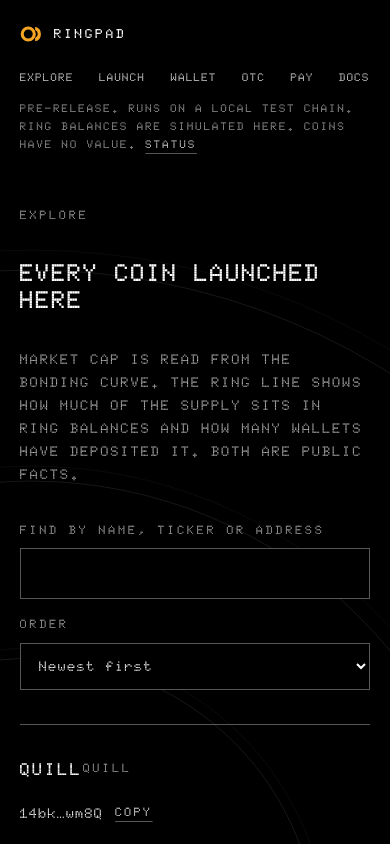 RINGPAD
EXPLORE LAUNCH WALLET OTC PAY DOCS
PRE-RELEASE. RUNS ON A LOCAL TEST CHAIN.
RING BALANCES ARE SIMULATED HERE. COINS
HAVE NO VALUE. STATUS
EXPLORE
EVERY COIN LAUNCHED
HERE
MARKET CAP IS READ FROM THE
BONDING CURVE. THE RING LINE SHOWS
HOW MUCH OF THE SUPPLY SITS IN
RING BALANCES AND HOW MANY WALLETS
HAVE DEPOSITED IT. BOTH ARE PUBLIC
FACTS.
FIND BY NAME, TICKER OR ADDRESS
ORDER
Newest first
QUILL QUILL
14bk…wm8Q COPY